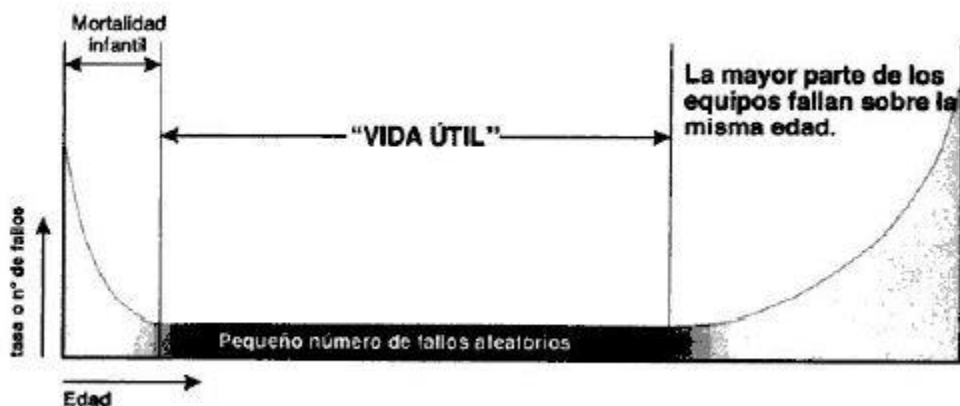 Mortalidad
infantil
La mayor parte de los
equipos fallan sobre la
misma edad.
"VIDA ÚTIL"
tasa o nº de fallos
Pequeño número de fallos aleatorios
Edad